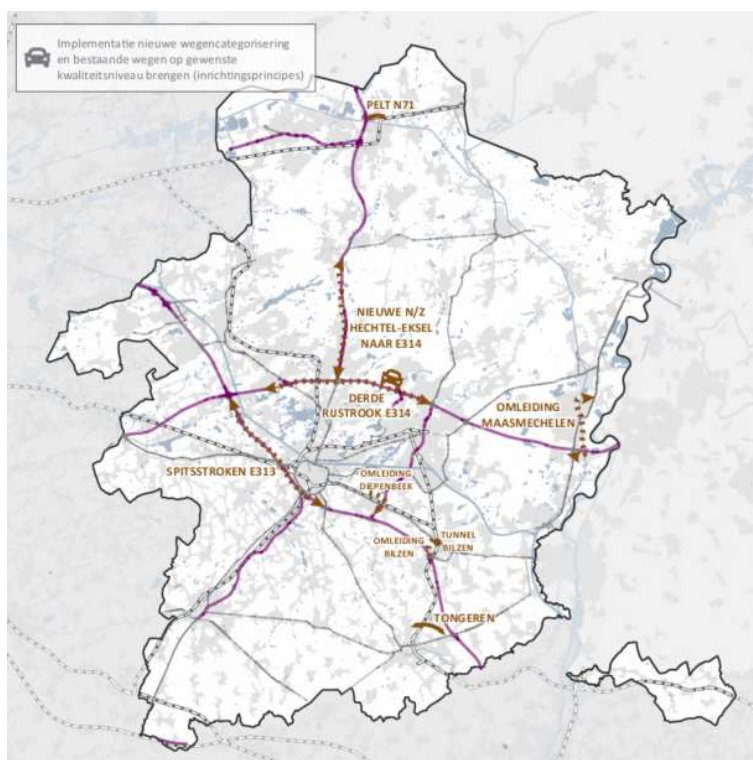 Implementatie nieuwe wegencategorisering
en bestaande wegen op gewenste
kwaliteitsniveau brengen (inrichtingsprincipes)
PELT N71
NIEUWE N/Z
HECHTEL-EKSEL
NAAR E314
DERDE
RIJSTROOK E314
OMLEIDING
MAASMECHELEN
SPITSSTROKEN E313
OMLEIDING
DIEPENBEEK
OMLEIDING
BILZEN
TUNNEL
BILZEN
TONGEREN